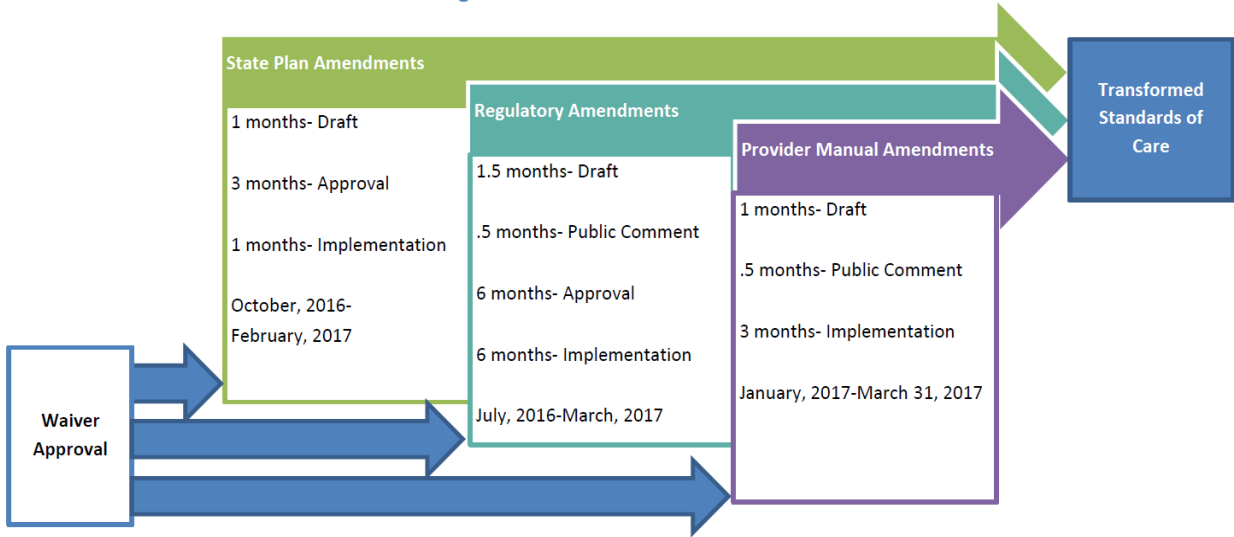 State Plan Amendments
1 months- Draft
3 months- Approval
1 months- Implementation
October, 2016-
February, 2017
Regulatory Amendments
1.5 months- Draft
.5 months- Public Comment
6 months- Approval
6 months- Implementation
July, 2016-March, 2017
Provider Manual Amendments
1 months- Draft
.5 months- Public Comment
3 months- Implementation
January, 2017-March 31, 2017
Transformed
Standards of
Care
Waiver
Approval